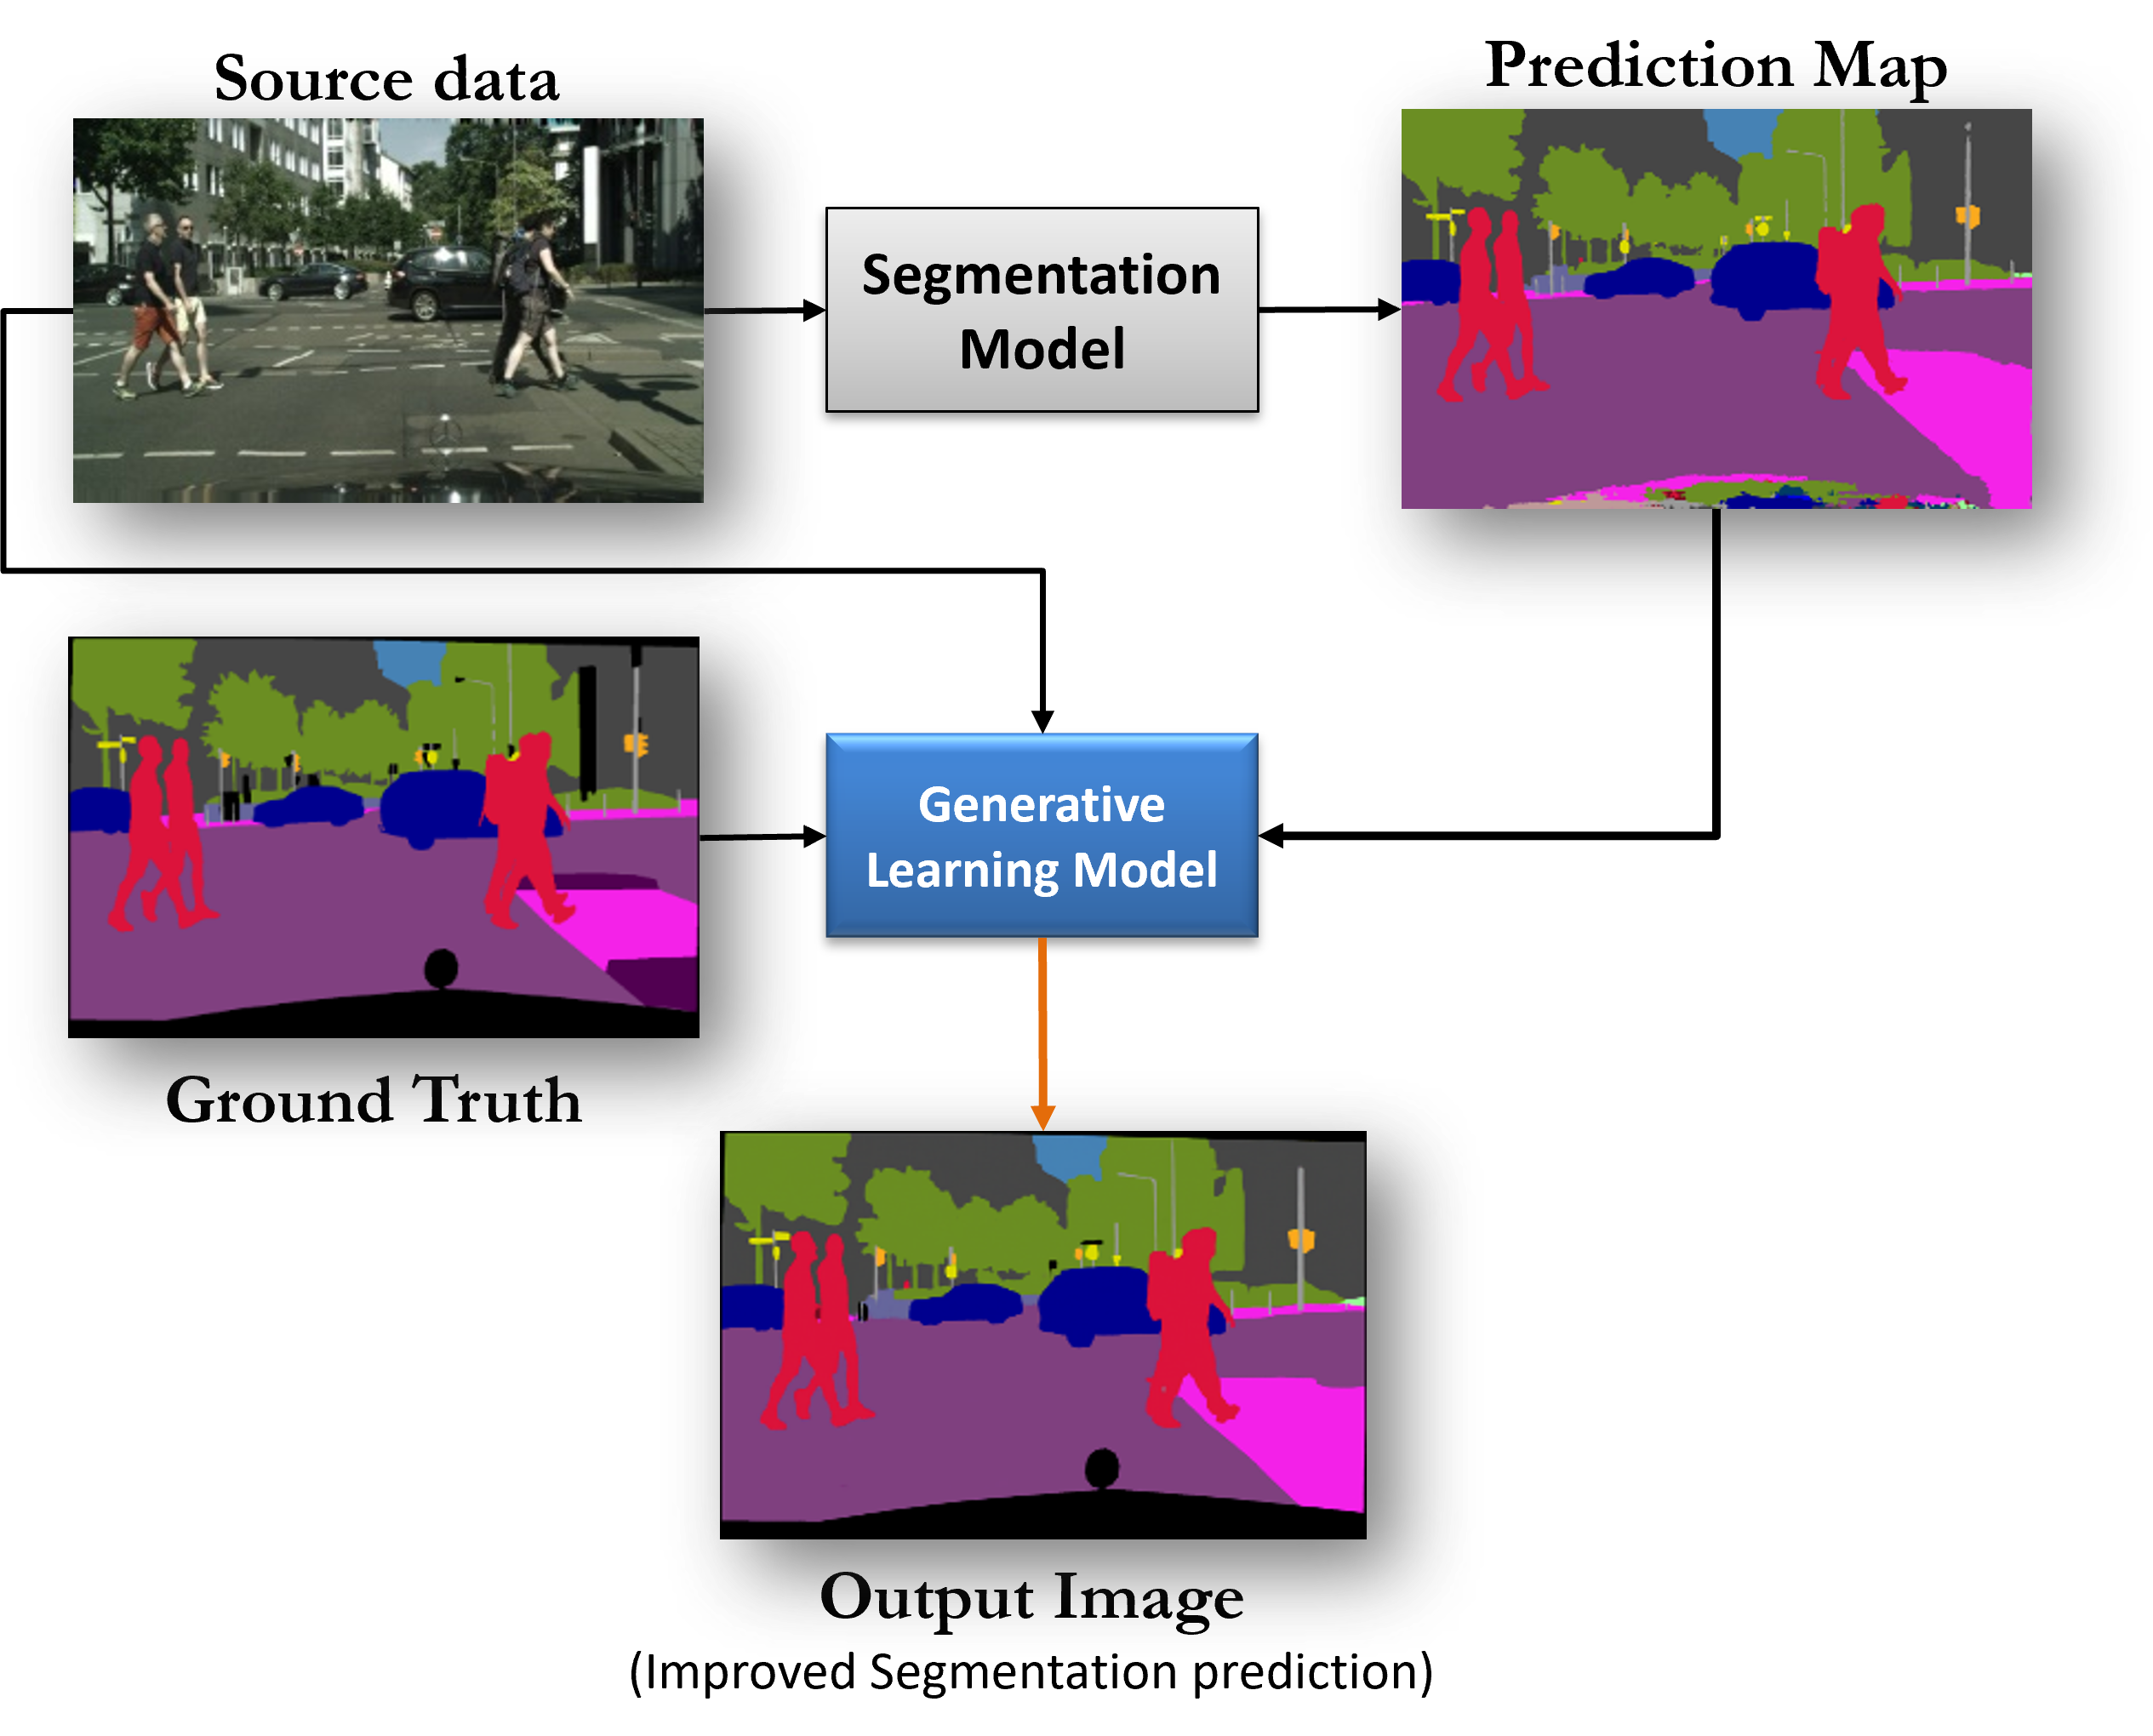 Source data
Prediction Map
Segmentation
Model
Generative
Learning Model
Ground Truth
Output Image
(Improved Segmentation prediction)